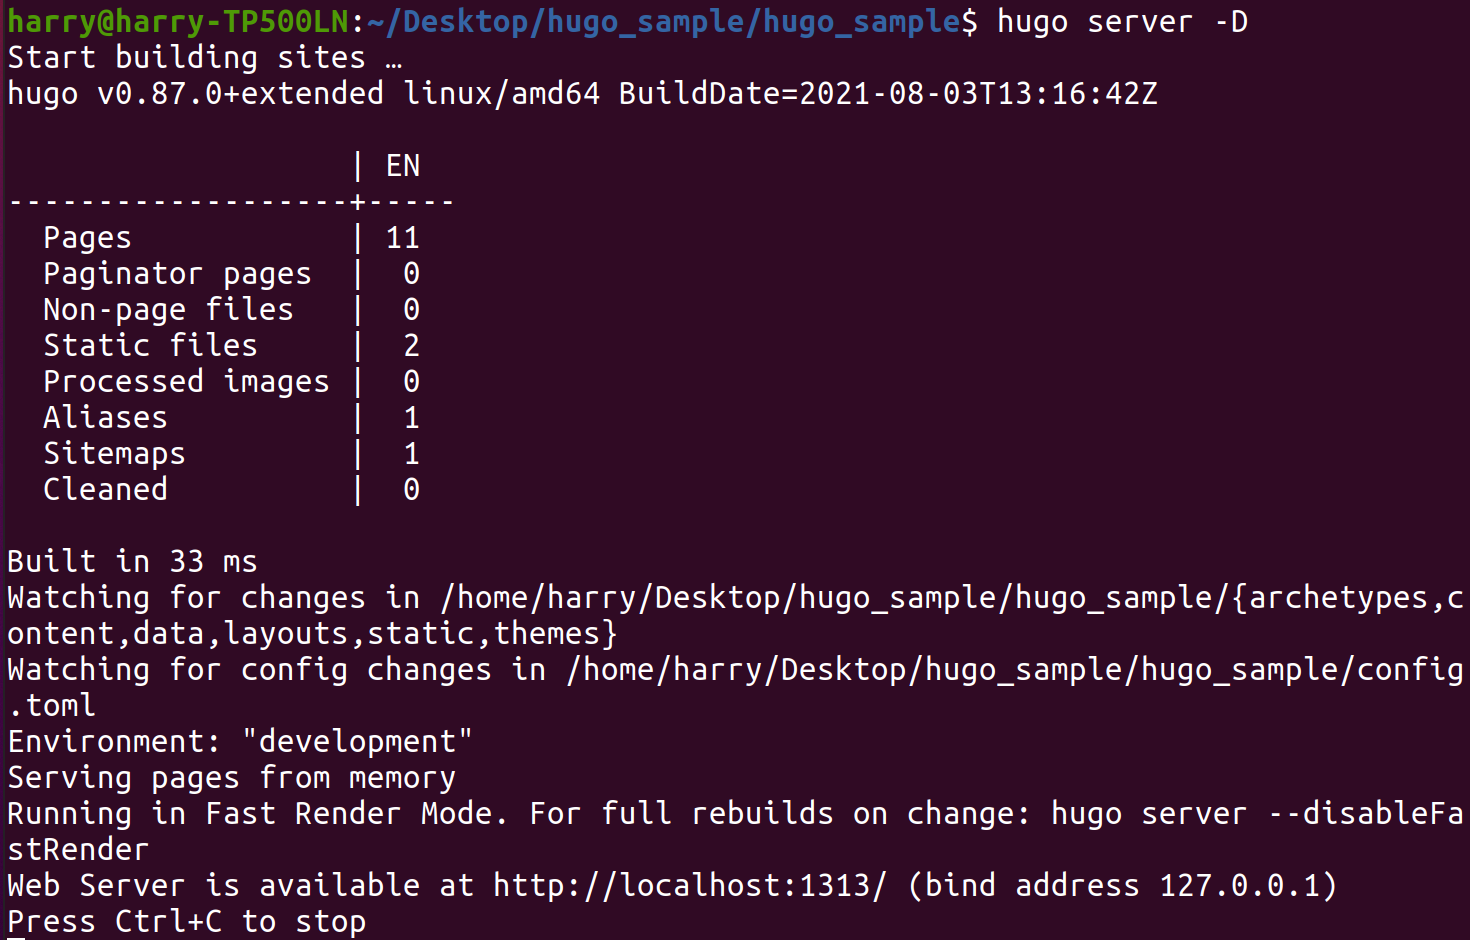 harry@harry-TP500LN:~/Desktop/hugo_sample/hugo_sample$ hugo server -D
Start building sites …
hugo v0.87.0+extended linux/amd64 BuildDate=2021-08-03T13:16:42Z
                   | EN
-------------------+-----
  Pages            | 11
  Paginator pages  |  0
  Non-page files   |  0
  Static files     |  2
  Processed images |  0
  Aliases          |  1
  Sitemaps         |  1
  Cleaned          |  0
Built in 33 ms
Watching for changes in /home/harry/Desktop/hugo_sample/hugo_sample/{archetypes,c
ontent,data,layouts,static,themes}
Watching for config changes in /home/harry/Desktop/hugo_sample/hugo_sample/config
.toml
Environment: "development"
Serving pages from memory
Running in Fast Render Mode. For full rebuilds on change: hugo server --disableFa
stRender
Web Server is available at http://localhost:1313/ (bind address 127.0.0.1)
Press Ctrl+C to stop